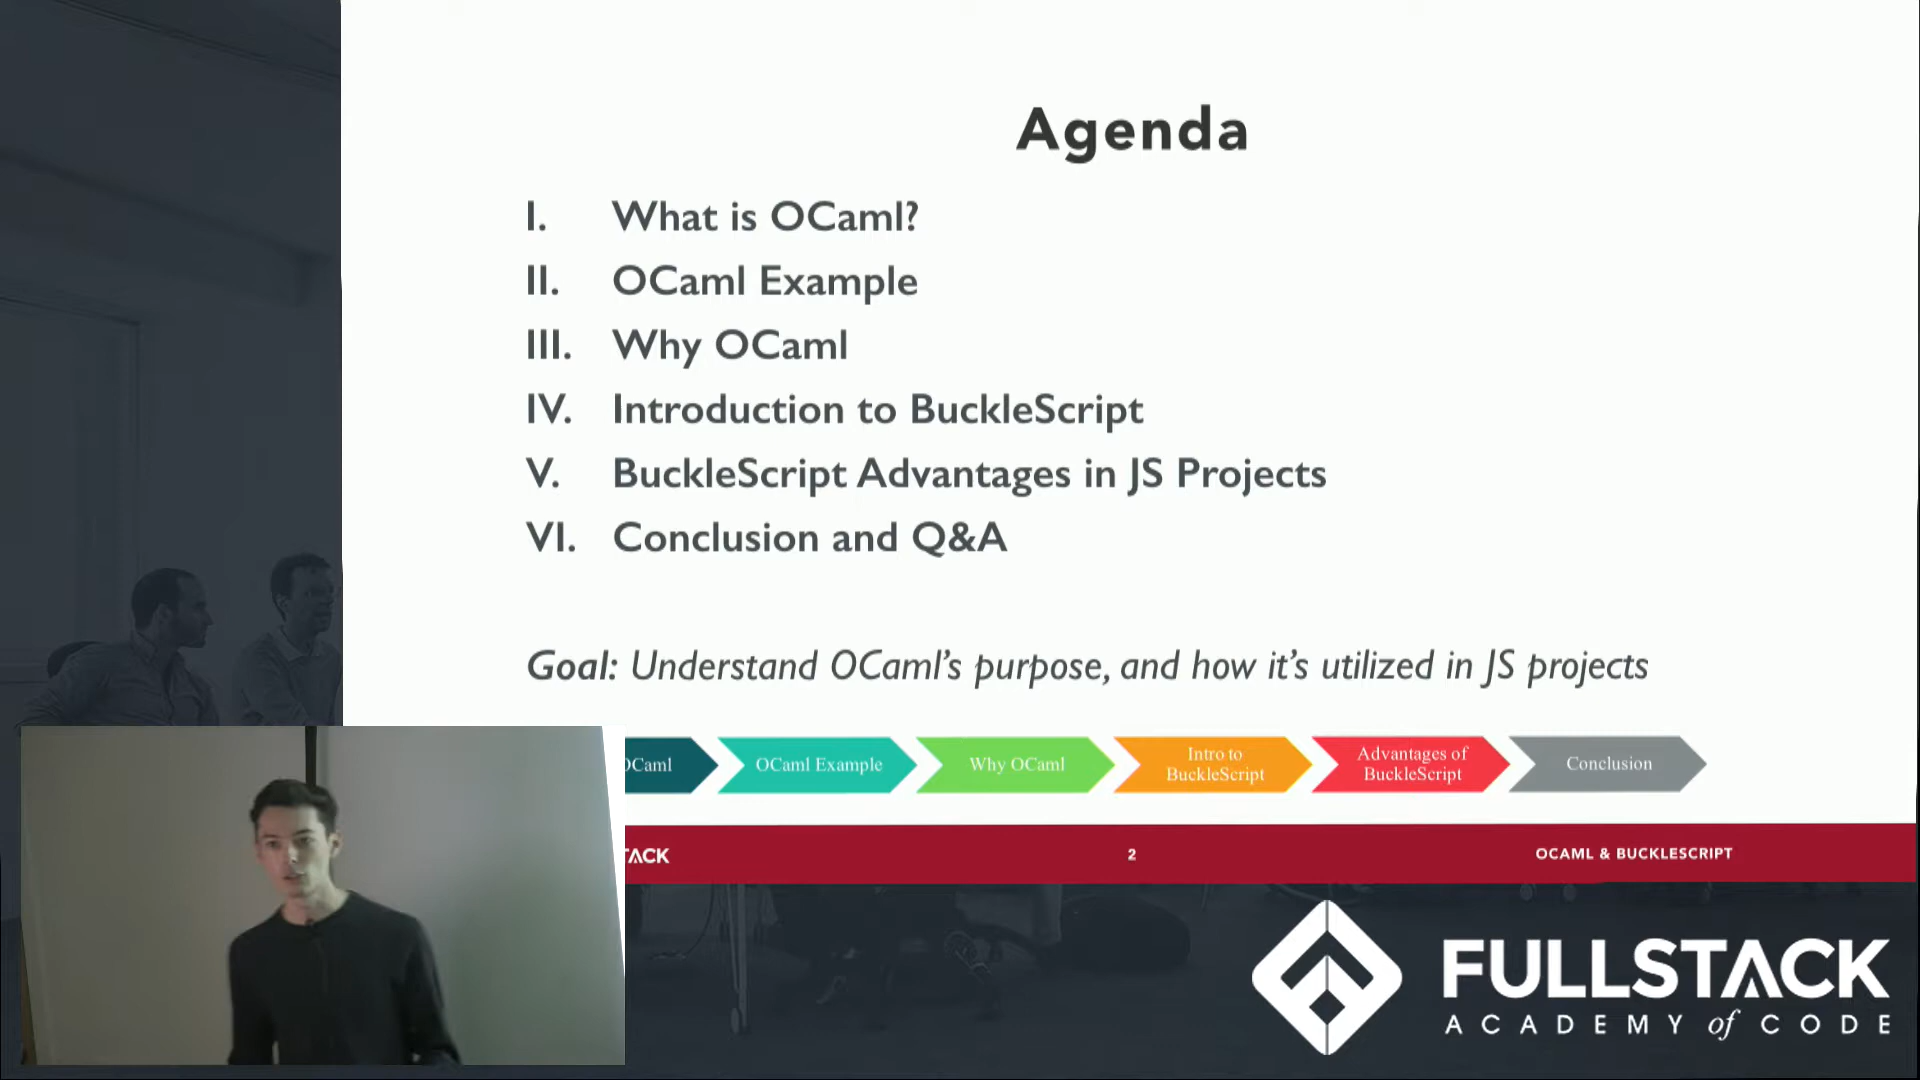 Agenda
I. What is OCaml?
II. OCaml Example
III. Why OCaml
IV. Introduction to BuckleScript
V. BuckleScript Advantages in JS Projects
VI. Conclusion and Q&A
Goal: Understand OCaml's purpose, and how it's utilized in JS projects
OCaml
OCaml Example
Why OCaml
Intro to
BuckleScript
Advantages of
BuckleScript
Conclusion
TACK
2
OCAML & BUCKLESCRIPT
FULLSTACK
ACADEMY of CODE